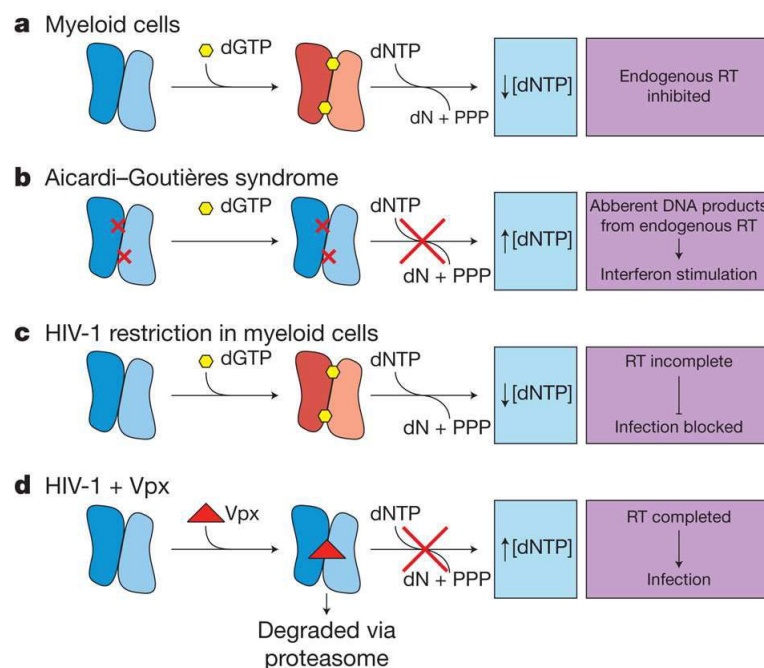 a Myeloid cells
dGTP
dNTP
dN + PPP
↓ [dNTP]
Endogenous RT
inhibited
b Aicardi–Goutières syndrome
dGTP
dNTP
dN + PPP
↑ [dNTP]
Abberent DNA products
from endogenous RT
Interferon stimulation
c HIV-1 restriction in myeloid cells
dGTP
dNTP
dN + PPP
↓ [dNTP]
RT incomplete
Infection blocked
d HIV-1 + Vpx
Vpx
dNTP
dN + PPP
↑ [dNTP]
RT completed
Infection
Degraded via
proteasome